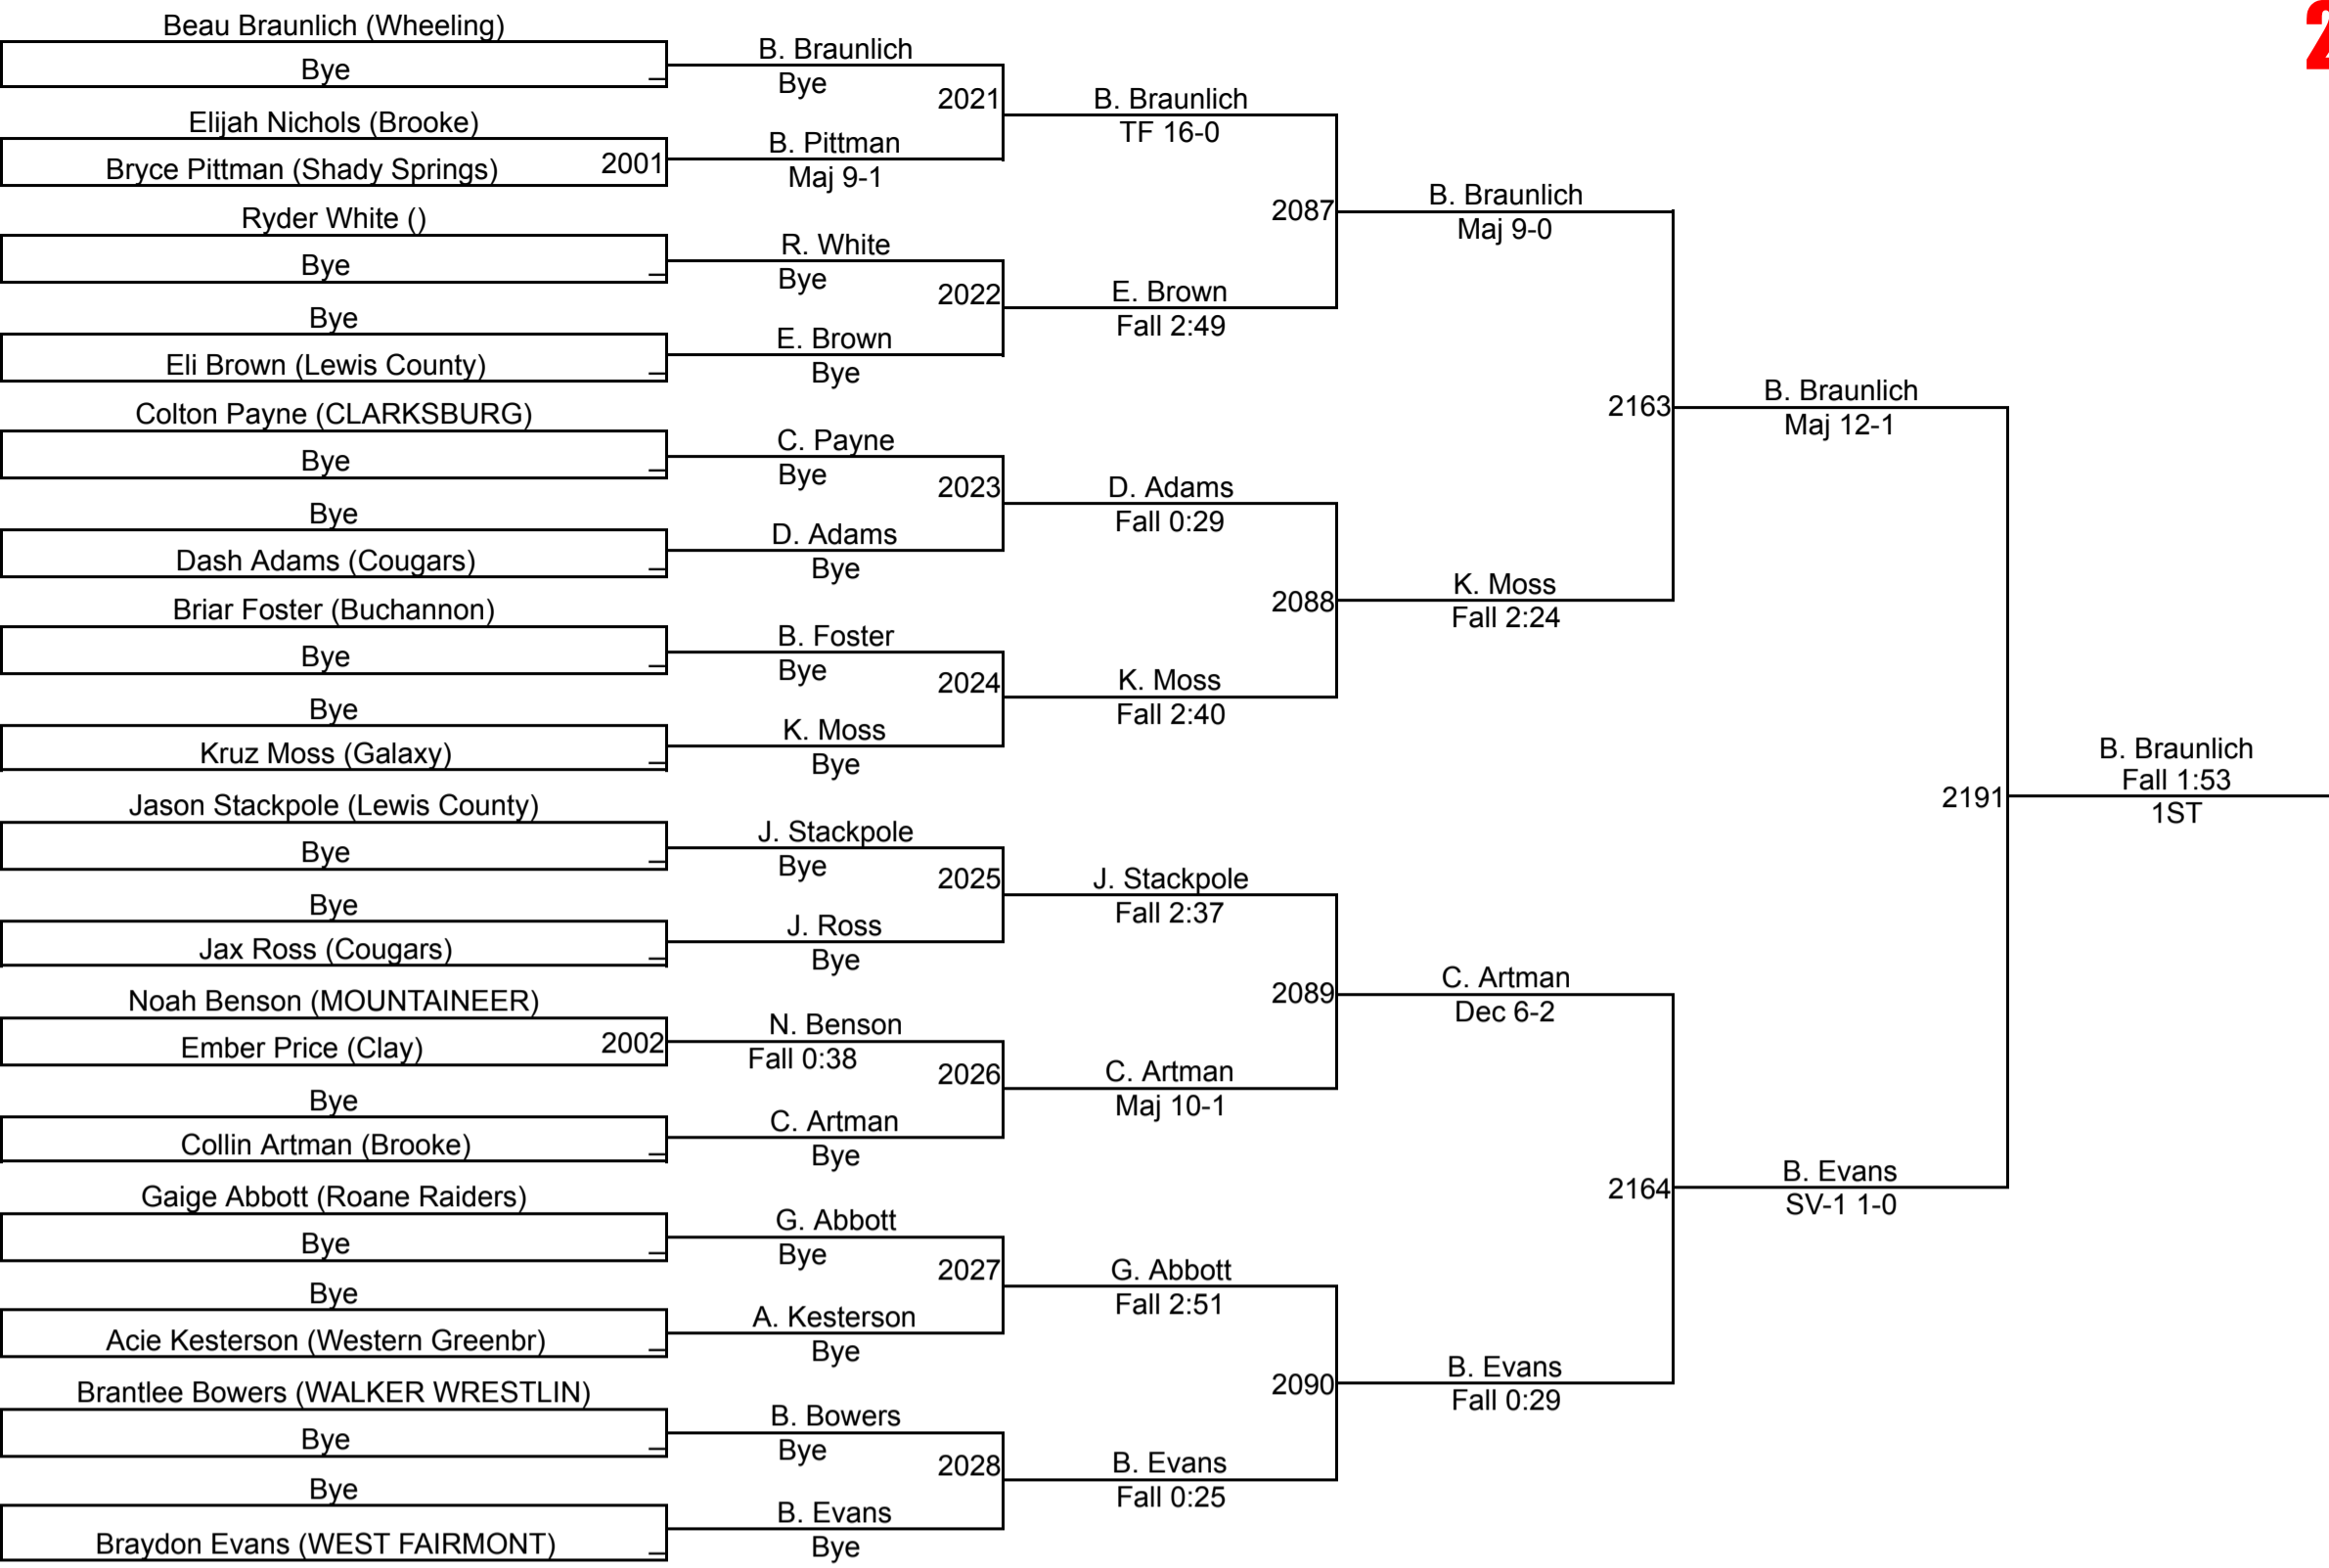 Beau Braunlich (Wheeling)
Bye
Elijah Nichols (Brooke)
Bryce Pittman (Shady Springs) 2001
Ryder White ()
Bye
Bye
Eli Brown (Lewis County)
Colton Payne (CLARKSBURG)
Bye
Bye
Dash Adams (Cougars)
Briar Foster (Buchannon)
Bye
Bye
Kruz Moss (Galaxy)
Jason Stackpole (Lewis County)
Bye
Bye
Jax Ross (Cougars)
Noah Benson (MOUNTAINEER)
Ember Price (Clay) 2002
Bye
Collin Artman (Brooke)
Gaige Abbott (Roane Raiders)
Bye
Bye
Acie Kesterson (Western Greenbr)
Brantlee Bowers (WALKER WRESTLIN)
Bye
Bye
Braydon Evans (WEST FAIRMONT)
B. Braunlich
Bye
2021
B. Pittman
Maj 9-1
R. White
Bye
2022
E. Brown
Bye
C. Payne
Bye
2023
D. Adams
Bye
B. Foster
Bye
2024
K. Moss
Bye
J. Stackpole
Bye
2025
J. Ross
Bye
N. Benson
Fall 0:38
2026
C. Artman
Bye
G. Abbott
Bye
2027
A. Kesterson
Bye
B. Bowers
Bye
2028
B. Evans
Bye
B. Braunlich
TF 16-0
2087
E. Brown
Fall 2:49
D. Adams
Fall 0:29
2088
K. Moss
Fall 2:40
J. Stackpole
Fall 2:37
2089
C. Artman
Maj 10-1
G. Abbott
Fall 2:51
2090
B. Evans
Fall 0:25
B. Braunlich
Maj 9-0
2163
K. Moss
Fall 2:24
C. Artman
Dec 6-2
2164
B. Evans
Fall 0:29
B. Braunlich
Maj 12-1
2191
B. Evans
SV-1 1-0
B. Braunlich
Fall 1:53
1ST